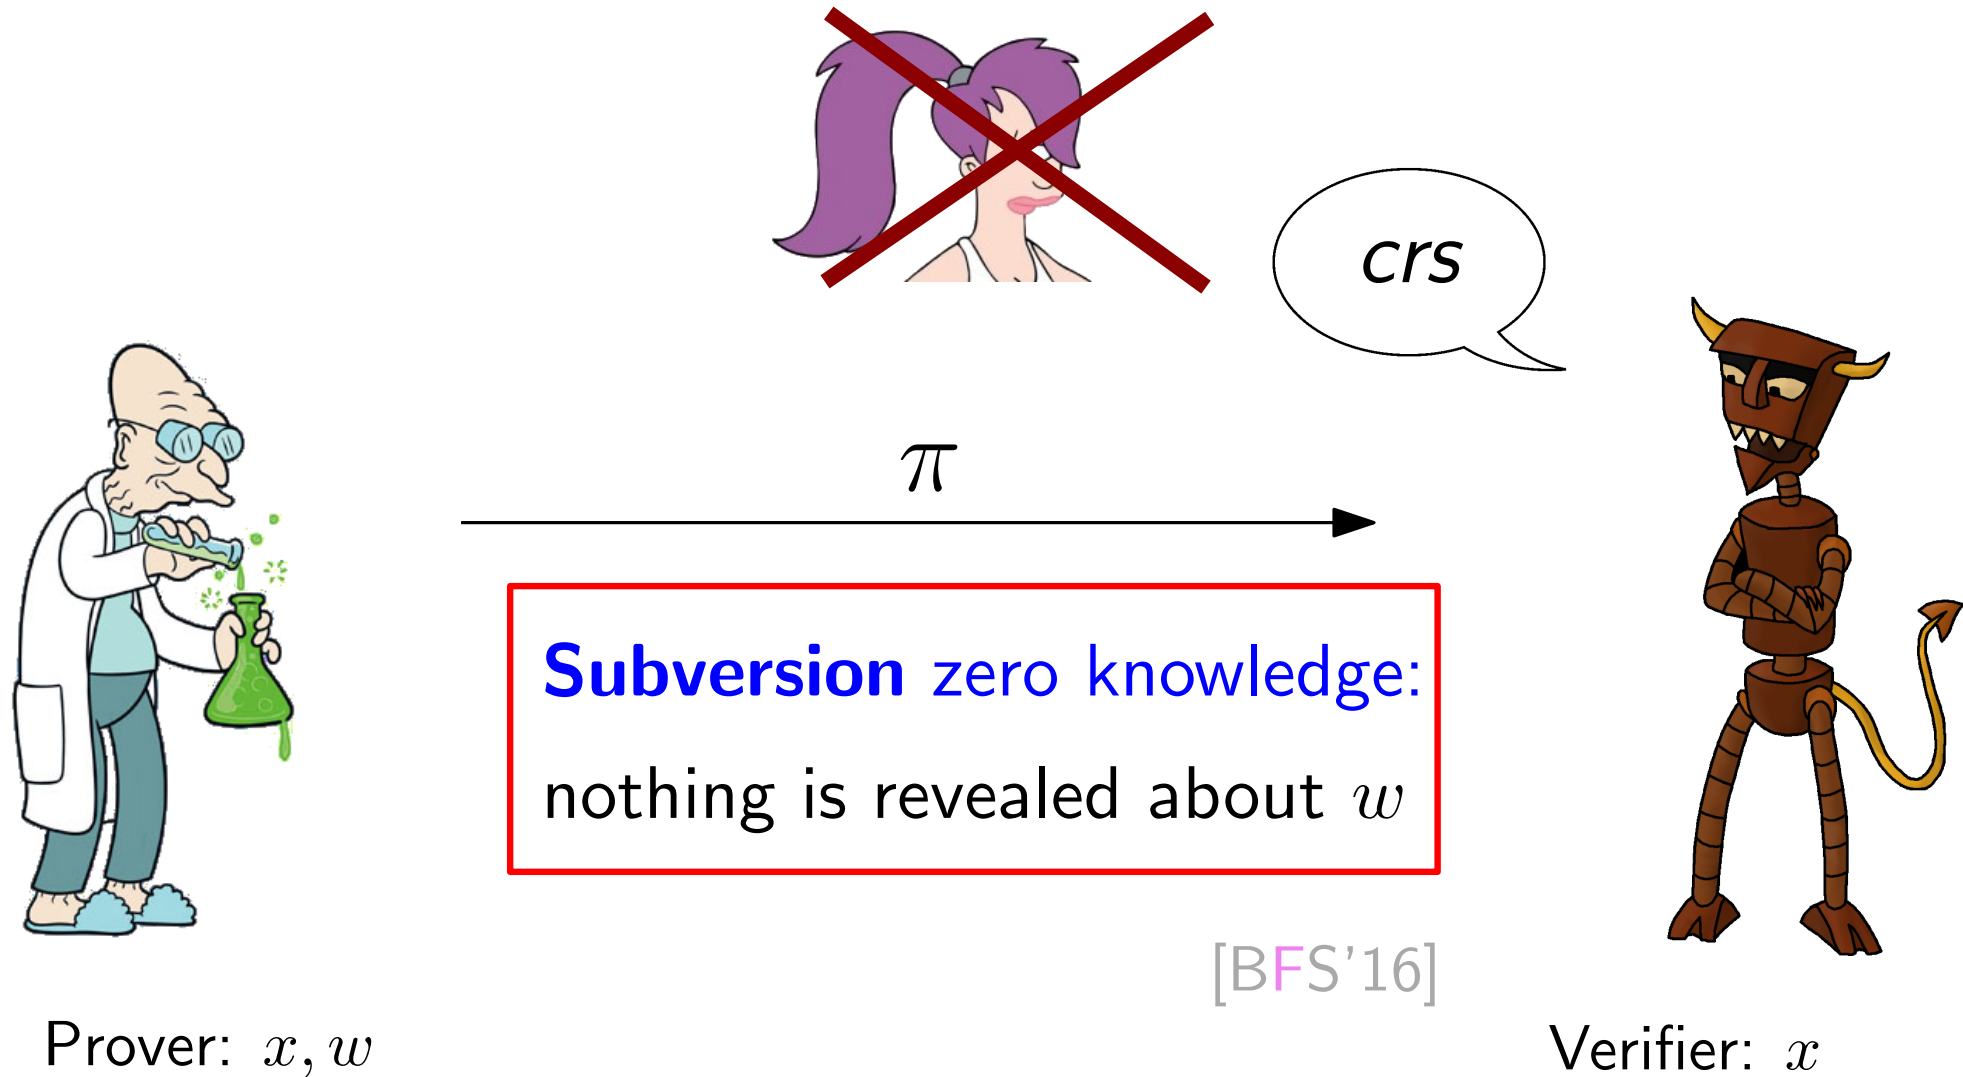 crs
π
Subversion zero knowledge:
nothing is revealed about w
[BFS'16]
Prover: x, w
Verifier: x